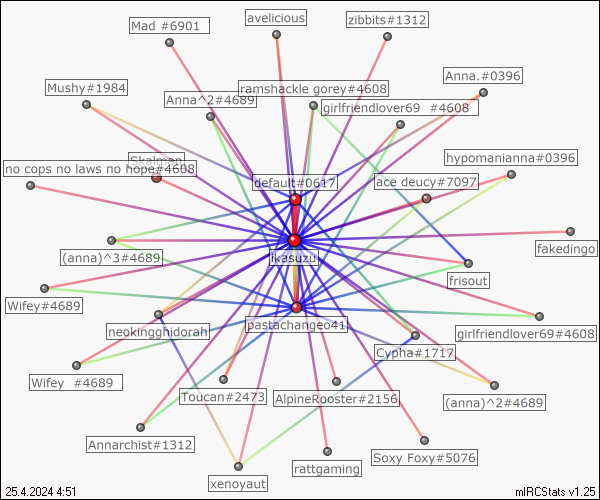 avelicious
zibbits#1312
Mad #6901
Anna.#0396
Mushy#1984
ramshackle gorey#4608
Anna^2#4689
girlfriendlover69  #4608
Skalman
hypomanianna#0396
no cops no laws no hope#4608
default#0617
ace deucy#7097
fakedingo
(anna)^3#4689
ikasuzu
frisout
Wifey#4689
neokingghidorah
pastachangeo41
girlfriendlover69#4608
Cypha#1717
Wifey  #4689
Toucan#2473
AlpineRooster#2156
(anna)^2#4689
Annarchist#1312
Soxy Foxy#5076
rattgaming
xenoyaut
25.4.2024 4:51
mIRCStats v1.25